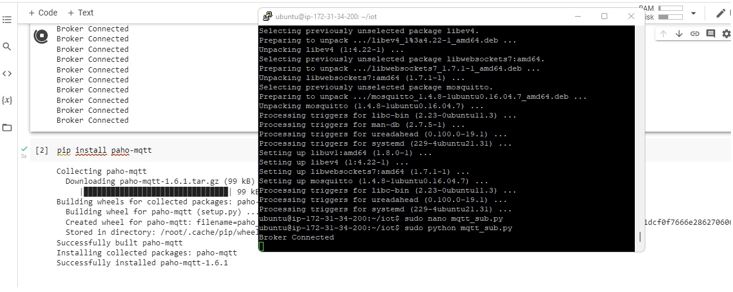 + Code + Text
RAM
Disk
Broker Connected
Broker Connected
Broker Connected
Broker Connected
Broker Connected
Broker Connected
Broker Connected
Broker Connected
Broker Connected
[2] pip install paho-mqtt
Collecting paho-mqtt
Downloading paho-mqtt-1.6.1.tar.gz (99 kB)
99 kB
Building wheels for collected packages: paho-
Building wheel for paho-mqtt (setup.py) ...
Created wheel for paho-mqtt: filename=paho
Stored in directory: /root/.cache/pip/wheel
Successfully built paho-mqtt
Installing collected packages: paho-mqtt
Successfully installed paho-mqtt-1.6.1
ubuntu@ip-172-31-34-200: ~/iot
Selecting previously unselected package libev4.
Preparing to unpack .../libev4_1%3a4.22-1_amd64.deb ...
Unpacking libev4 (1:4.22-1) ...
Selecting previously unselected package libwebsockets7:amd64.
Preparing to unpack .../libwebsockets7_1.7.1-1_amd64.deb ...
Unpacking libwebsockets7:amd64 (1.7.1-1) ...
Selecting previously unselected package mosquitto.
Preparing to unpack .../mosquitto_1.4.8-1ubuntu0.16.04.7_amd64.deb ...
Unpacking mosquitto (1.4.8-1ubuntu0.16.04.7) ...
Processing triggers for libc-bin (2.23-0ubuntu11.3) ...
Processing triggers for man-db (2.7.5-1) ...
Processing triggers for ureadahead (0.100.0-19.1) ...
Processing triggers for systemd (229-4ubuntu21.31) ...
Setting up libuv1:amd64 (1.8.0-1) ...
Setting up libev4 (1:4.22-1) ...
Setting up libwebsockets7:amd64 (1.7.1-1) ...
Setting up mosquitto (1.4.8-1ubuntu0.16.04.7) ...
Processing triggers for libc-bin (2.23-0ubuntu11.3) ...
Processing triggers for ureadahead (0.100.0-19.1) ...
Processing triggers for systemd (229-4ubuntu21.31) ...
ubuntu@ip-172-31-34-200:~/iot$ sudo nano mqtt_sub.py
ubuntu@ip-172-31-34-200:~/iot$ sudo python mqtt_sub.py
Broker Connected